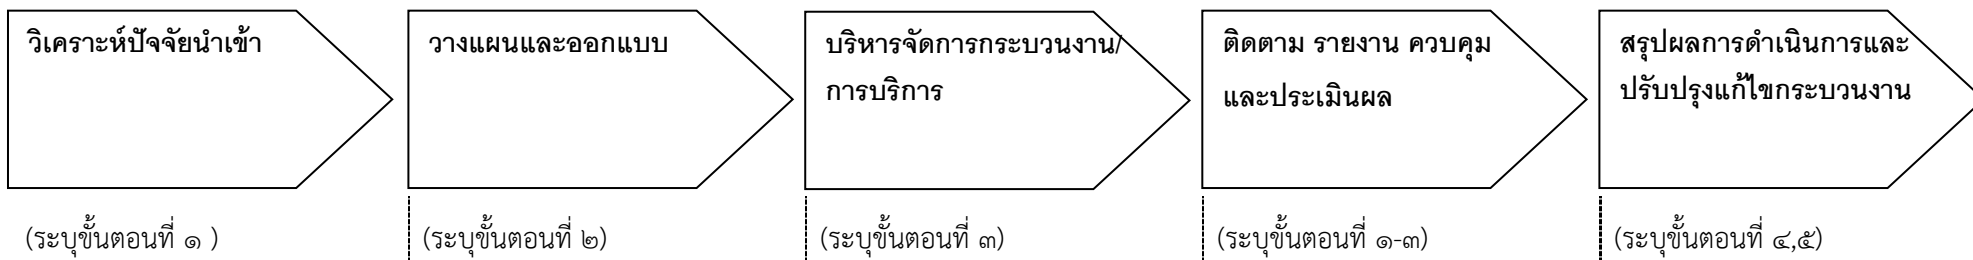 วิเคราะห์ปัจจัยนำเข้า
วางแผนและออกแบบ
บริหารจัดการกระบวนงาน/
การบริการ
ติดตาม รายงาน ควบคุม
และประเมินผล
สรุปผลการดำเนินการและ
ปรับปรุงแก้ไขกระบวนงาน
(ระบุขั้นตอนที่ ๑ )
(ระบุขั้นตอนที่ ๒)
(ระบุขั้นตอนที่ ๓)
(ระบุขั้นตอนที่ ๑-๓)
(ระบุขั้นตอนที่ ๔,๕)